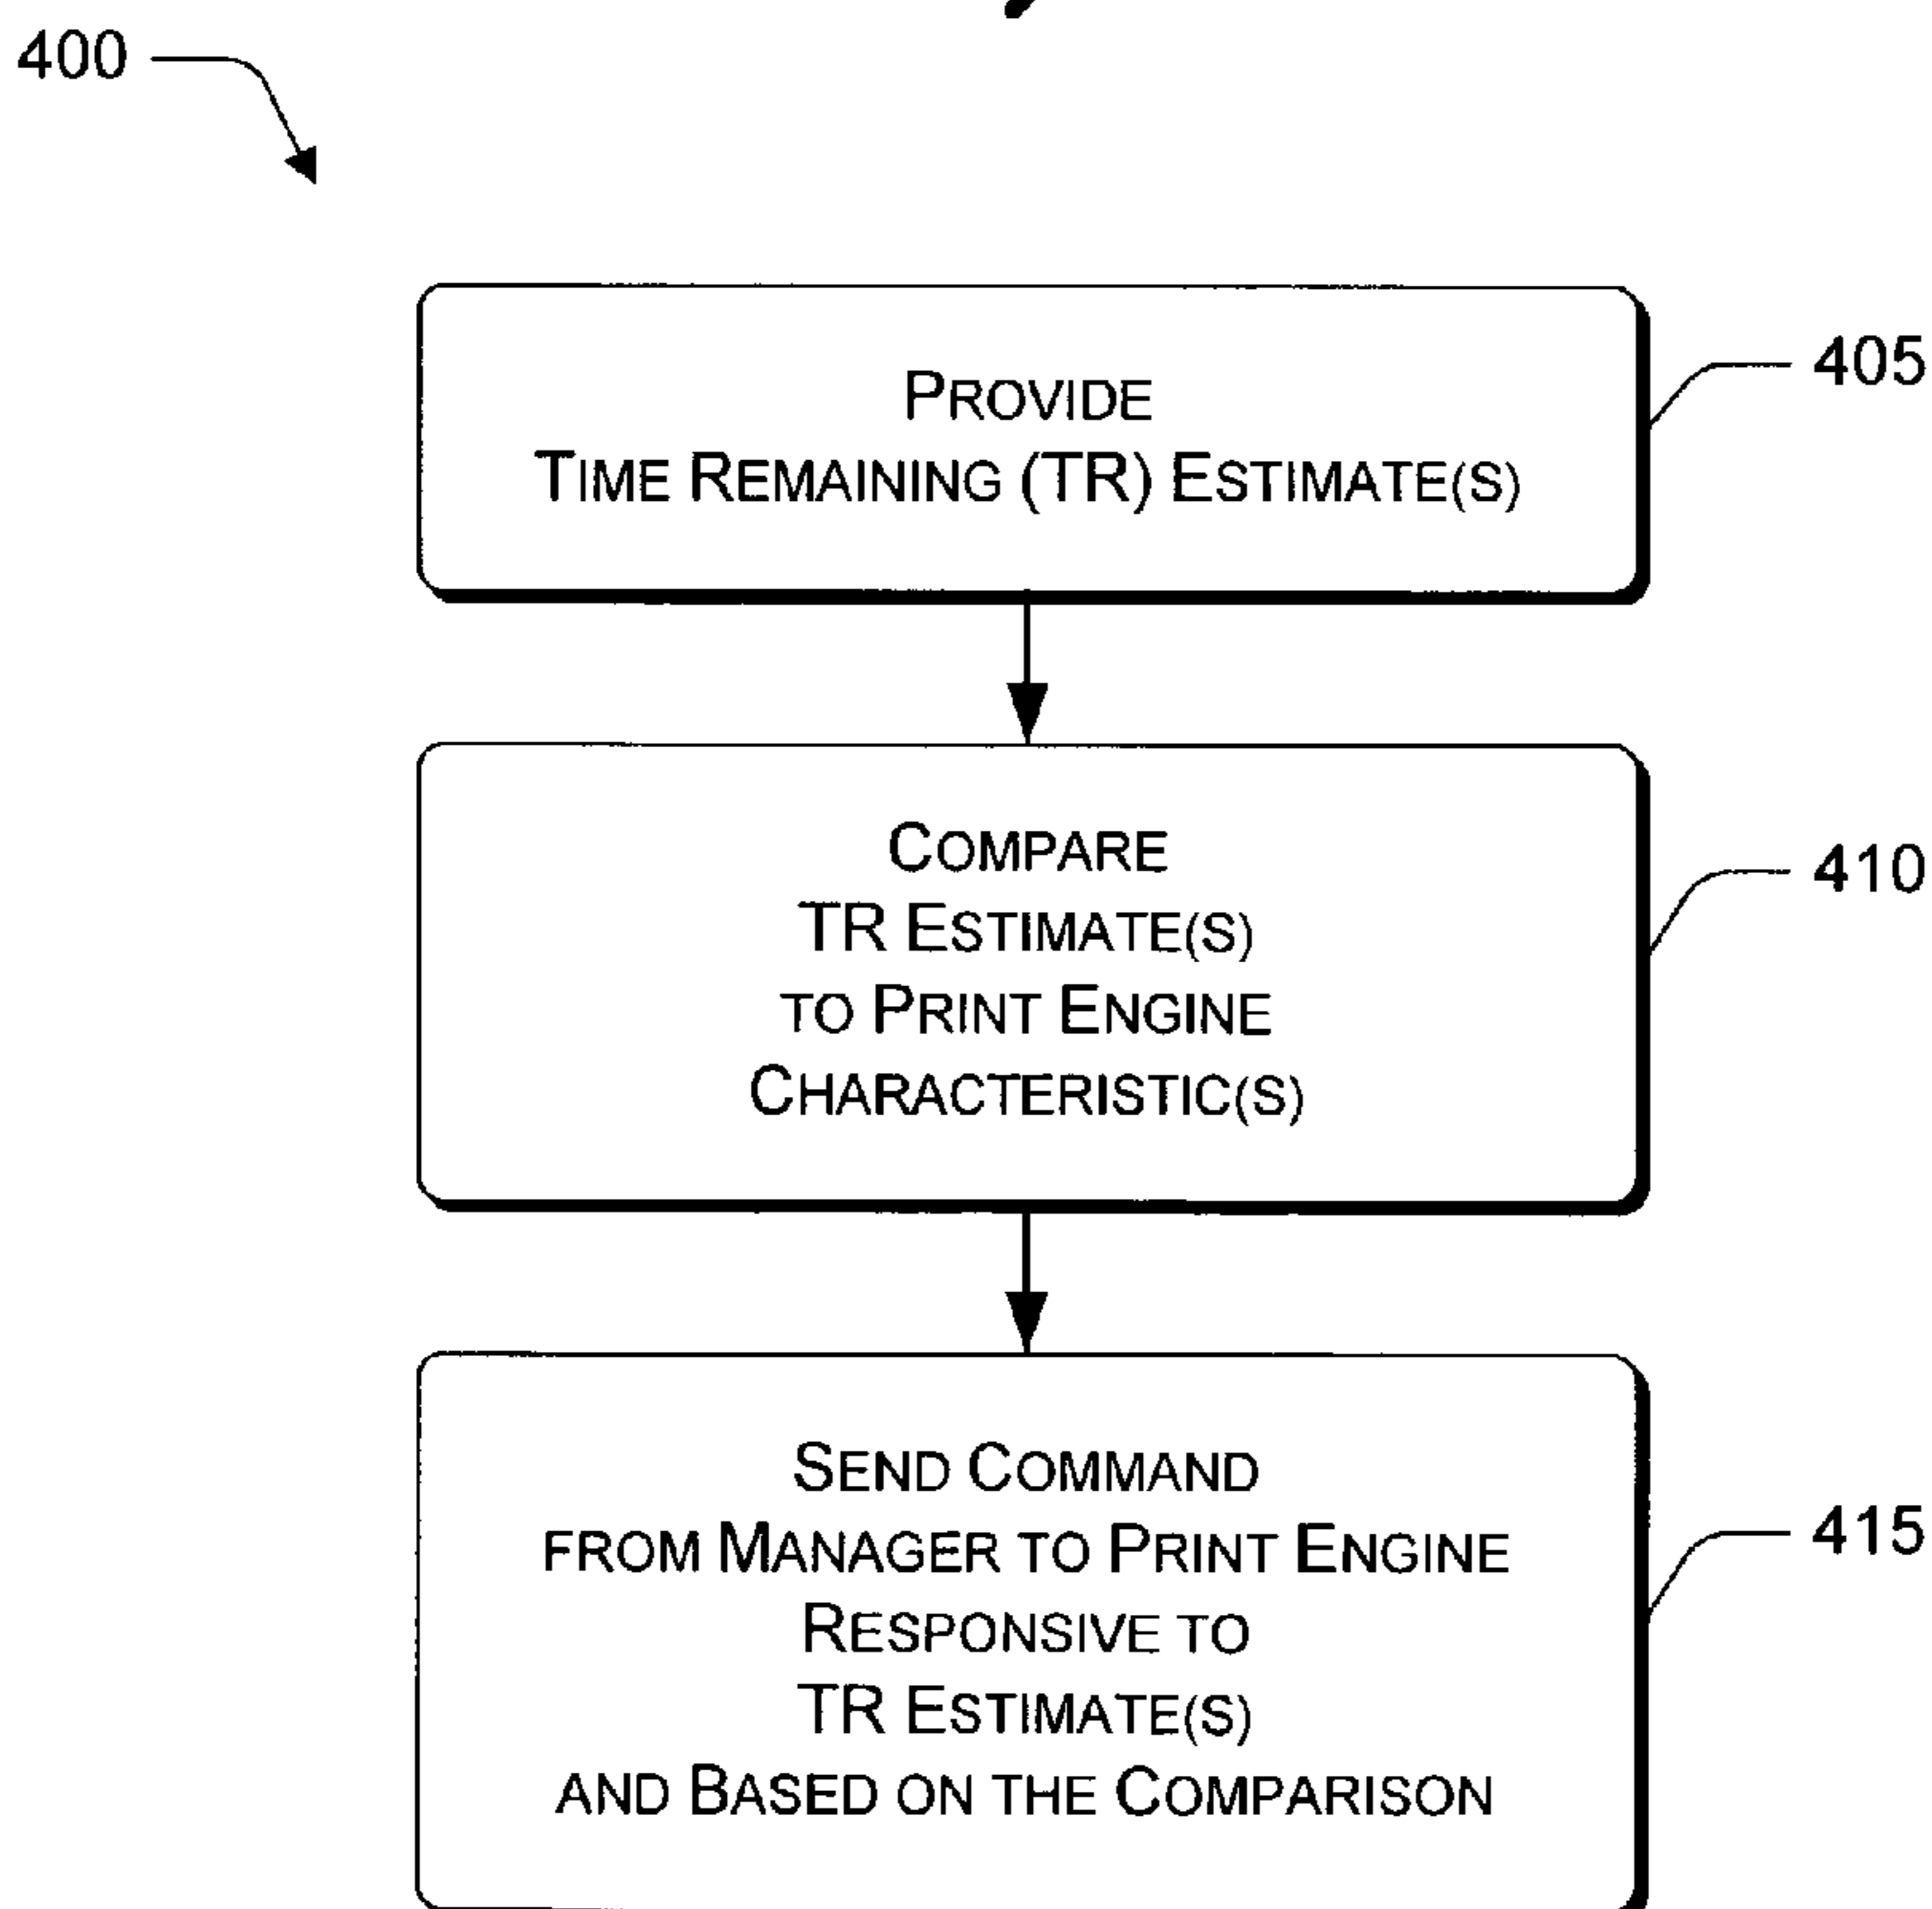 400
PROVIDE
TIME REMAINING (TR) ESTIMATE(S)
405
COMPARE
TR ESTIMATE(S)
TO PRINT ENGINE
CHARACTERISTIC(S)
410
SEND COMMAND
FROM MANAGER TO PRINT ENGINE
RESPONSIVE TO
TR ESTIMATE(S)
AND BASED ON THE COMPARISON
415